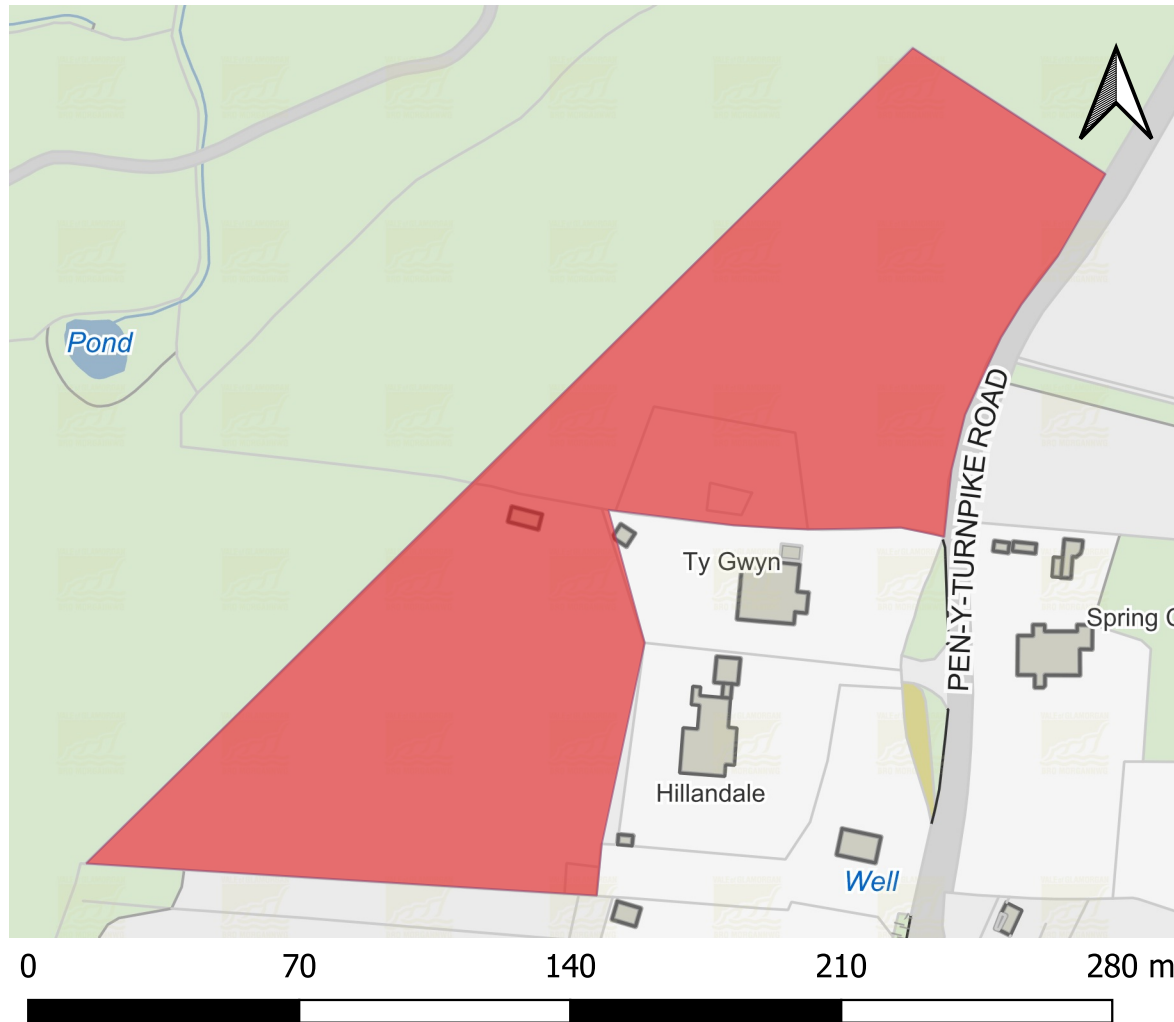 Pond
PEN-Y-TURNPIKE ROAD
Ty Gwyn
Spring
Hillandale
Well
0 70 140 210 280 m